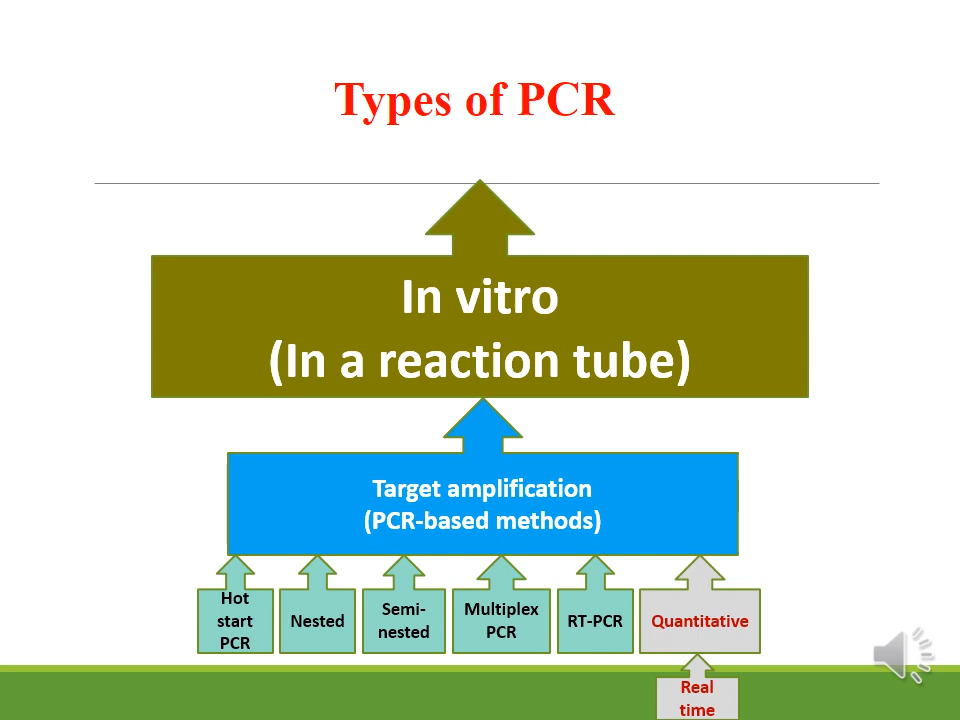 Types of PCR
In vitro
(In a reaction tube)
Target amplification
(PCR-based methods)
Hot
start
PCR
Nested
Semi-
nested
Multiplex
PCR
RT-PCR
Quantitative
Real
time